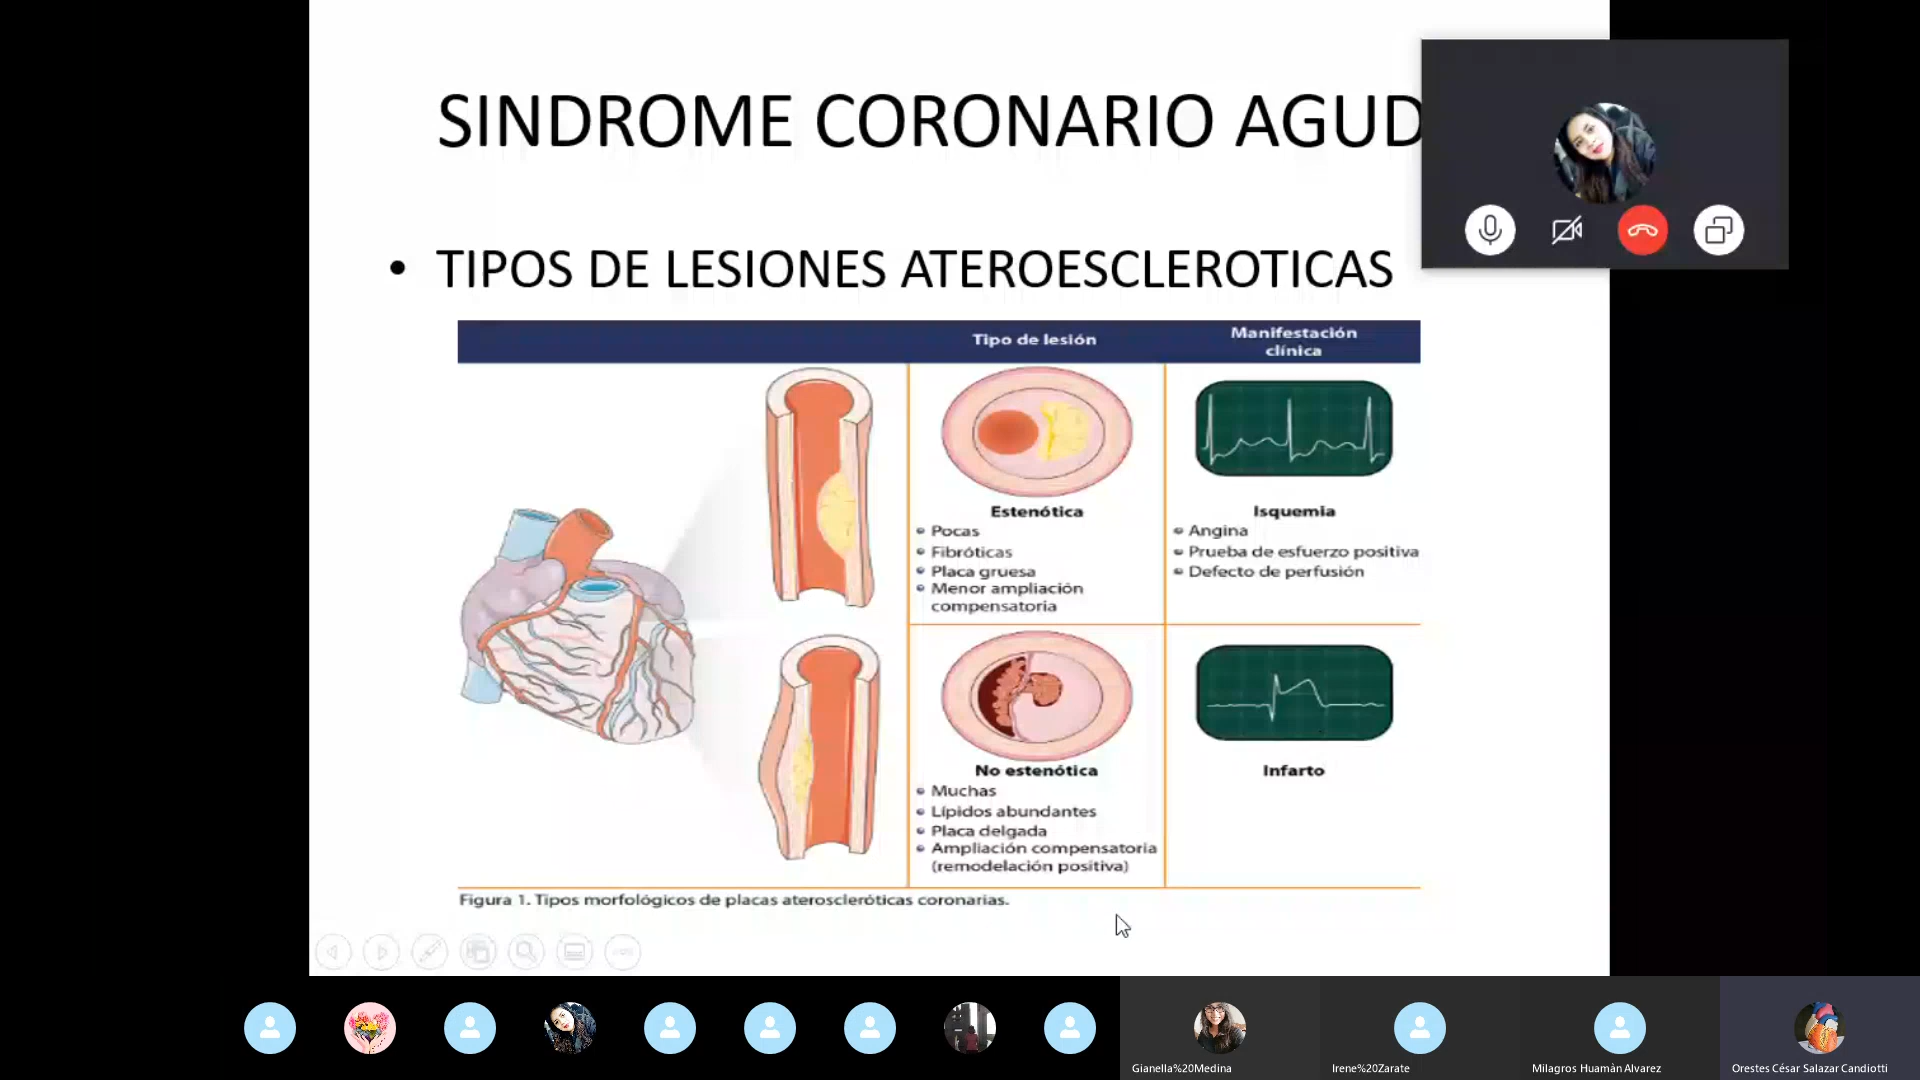 SINDROME CORONARIO AGUD
• TIPOS DE LESIONES ATEROESCLEROTICAS
Tipo de lesión
Manifestación
clínica
Estenótica
Pocas
Fibróticas
Placa gruesa
Menor ampliación
compensatoria
Isquemia
Angina
Prueba de esfuerzo positiva
Defecto de perfusión
No estenótica
Muchas
Lípidos abundantes
Placa delgada
Ampliación compensatoria
(remodelación positiva)
Infarto
Figura 1. Tipos morfológicos de placas ateroscleróticas coronarias.
Gianella%20Medina
Irene%20Zarate
Milagros Huamàn Alvarez
Orestes César Salazar Candiotti